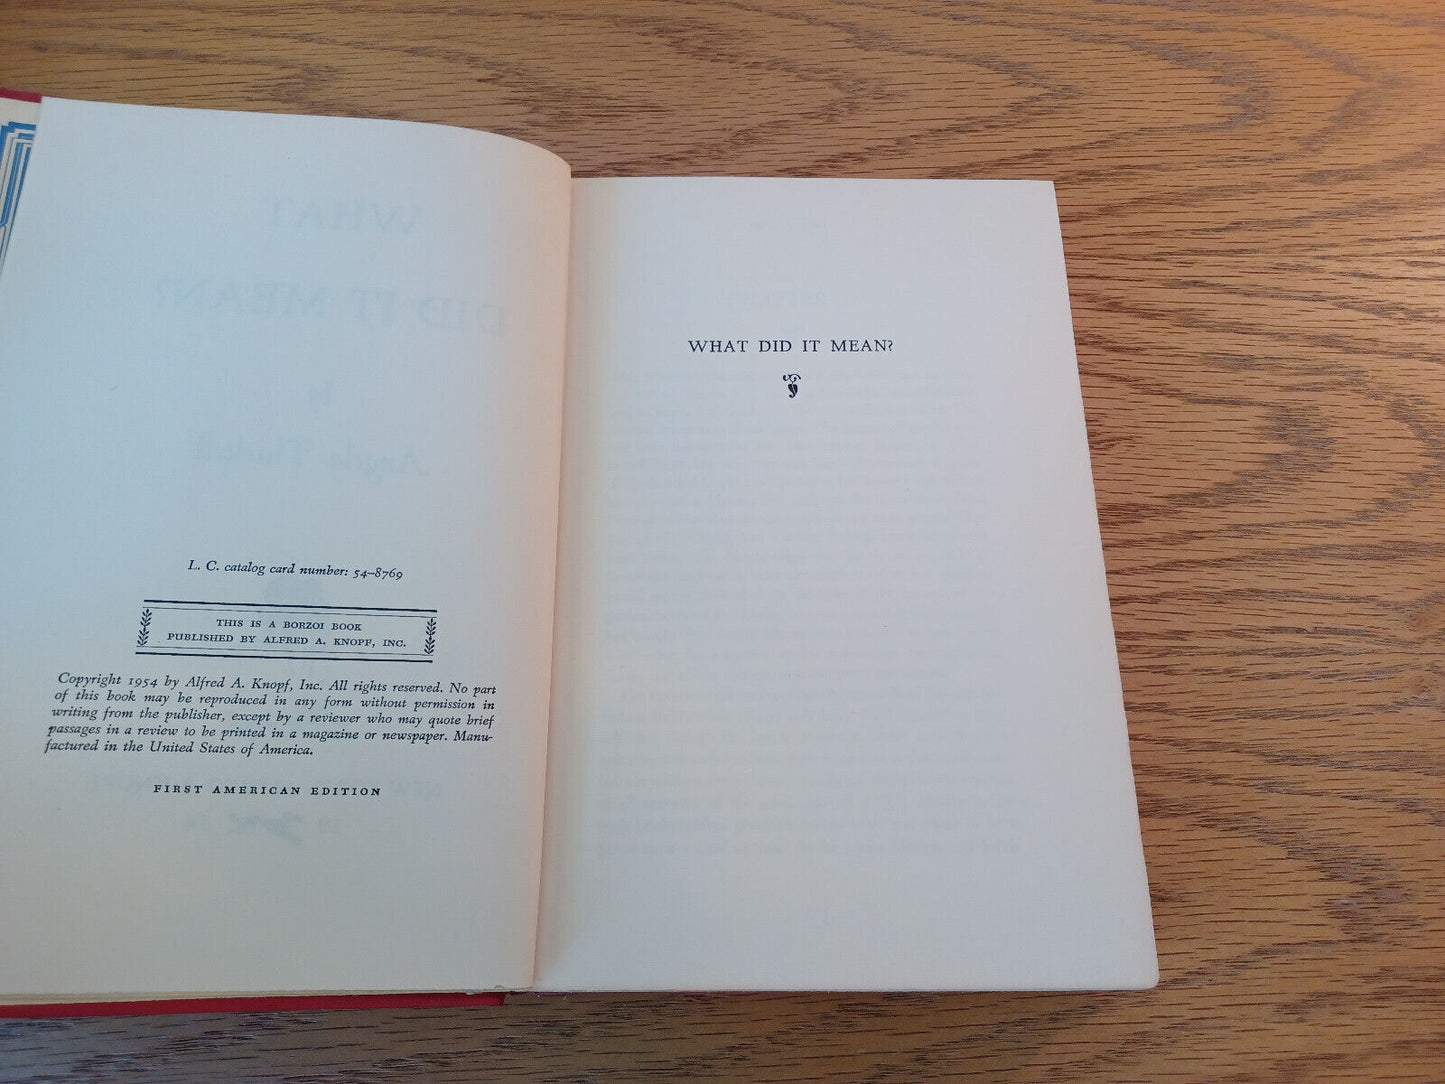 L. C. catalog card number: 54–8769
THIS IS A BORZOI BOOK
PUBLISHED BY ALFRED A. KNOPF, INC.
Copyright 1954 by Alfred A. Knopf, Inc. All rights reserved. No part
of this book may be reproduced in any form without permission in
writing from the publisher, except by a reviewer who may quote brief
passages in a review to be printed in a magazine or newspaper. Manu-
factured in the United States of America.
FIRST AMERICAN EDITION
WHAT DID IT MEAN?